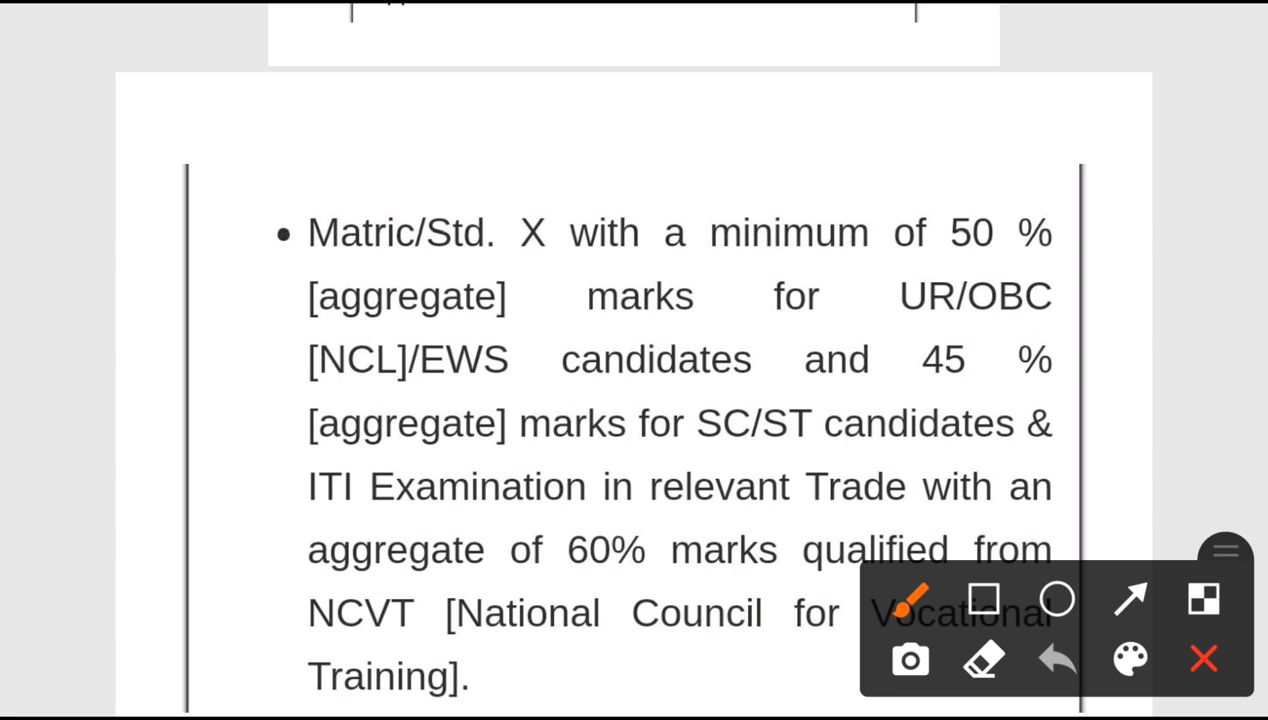 Matric/Std. X with a minimum of 50 %
[aggregate] marks for UR/OBC
[NCL]/EWS candidates and 45 %
[aggregate] marks for SC/ST candidates &
ITI Examination in relevant Trade with an
aggregate of 60% marks qualified from
NCVT [National Council for Vocational
Training].